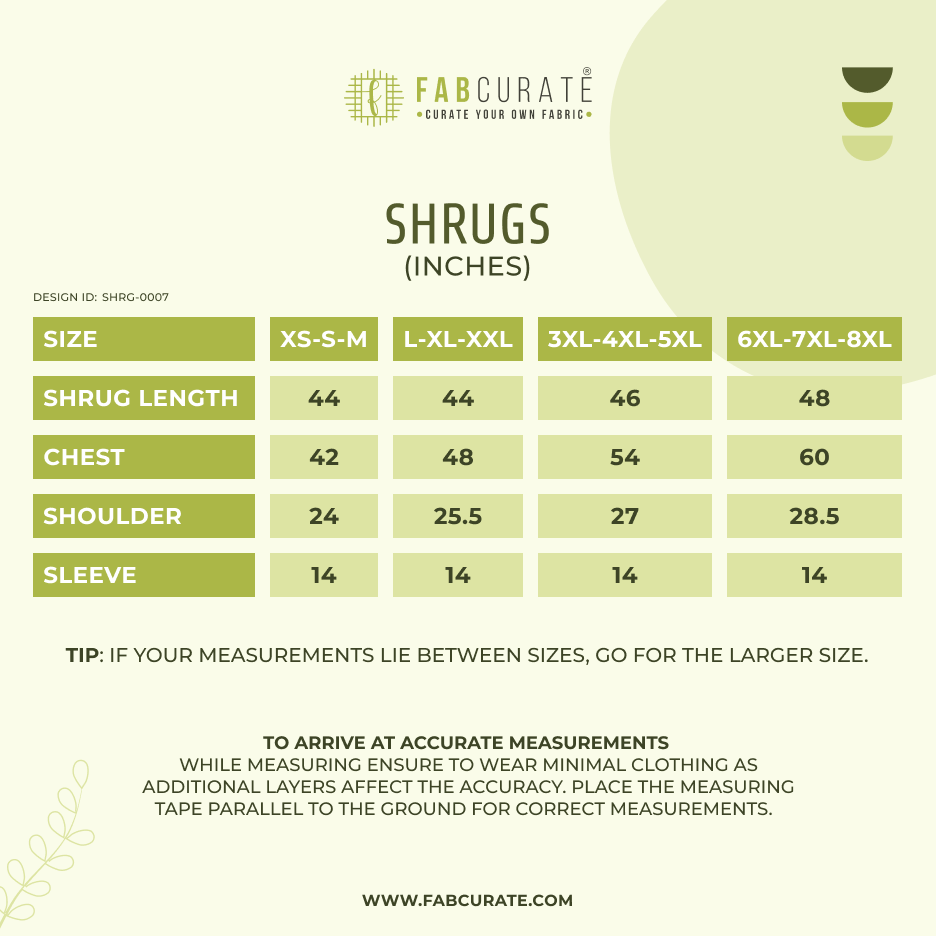 FABCURATE®
•CURATE YOUR OWN FABRIC•
SHRUGS
(INCHES)
DESIGN ID: SHRG-0007
SIZE XS-S-M L-XL-XXL 3XL-4XL-5XL 6XL-7XL-8XL
SHRUG LENGTH 44 44 46 48
CHEST 42 48 54 60
SHOULDER 24 25.5 27 28.5
SLEEVE 14 14 14 14
TIP: IF YOUR MEASUREMENTS LIE BETWEEN SIZES, GO FOR THE LARGER SIZE.
TO ARRIVE AT ACCURATE MEASUREMENTS
WHILE MEASURING ENSURE TO WEAR MINIMAL CLOTHING AS
ADDITIONAL LAYERS AFFECT THE ACCURACY. PLACE THE MEASURING
TAPE PARALLEL TO THE GROUND FOR CORRECT MEASUREMENTS.
WWW.FABCURATE.COM